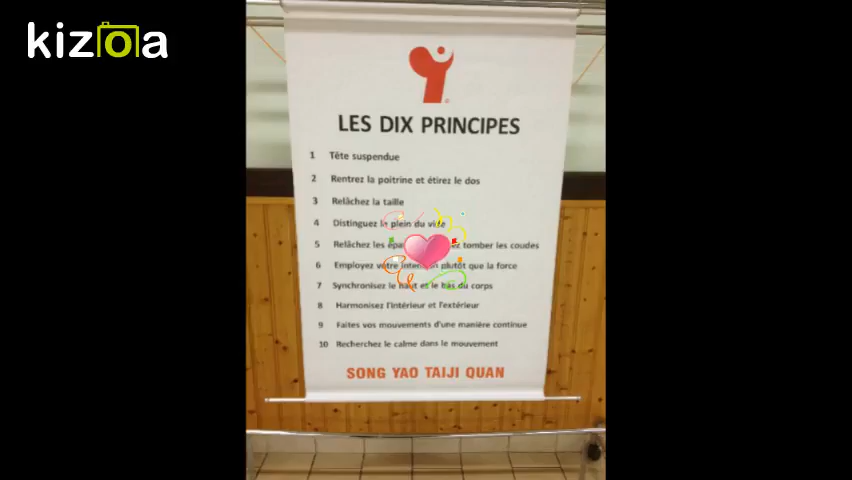 kizoa
LES DIX PRINCIPES
1 Tête suspendue
2 Rentrez la poitrine et étirez le dos
3 Relâchez la taille
4 Distinguez le plein du vide
5 Relâchez les tomber les coudes
6 Employez votre plutôt que la force
7 Synchronisez le haut et le bas du corps
8 Harmonisez l'intérieur et l'extérieur
9 Faites vos mouvements d'une manière continue
10 Recherchez le calme dans le mouvement
SONG YAO TAIJI QUAN